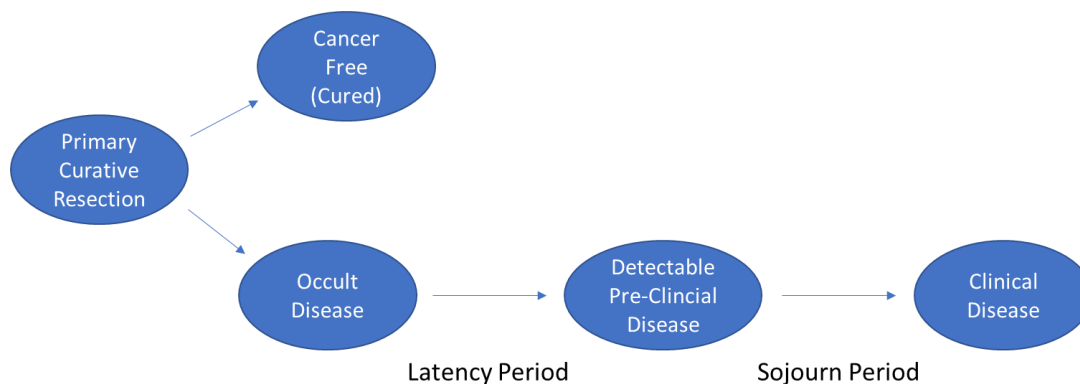 Cancer
Free
(Cured)
Primary
Curative
Resection
Occult
Disease
Detectable
Pre-Clincial
Disease
Clinical
Disease
Latency Period
Sojourn Period